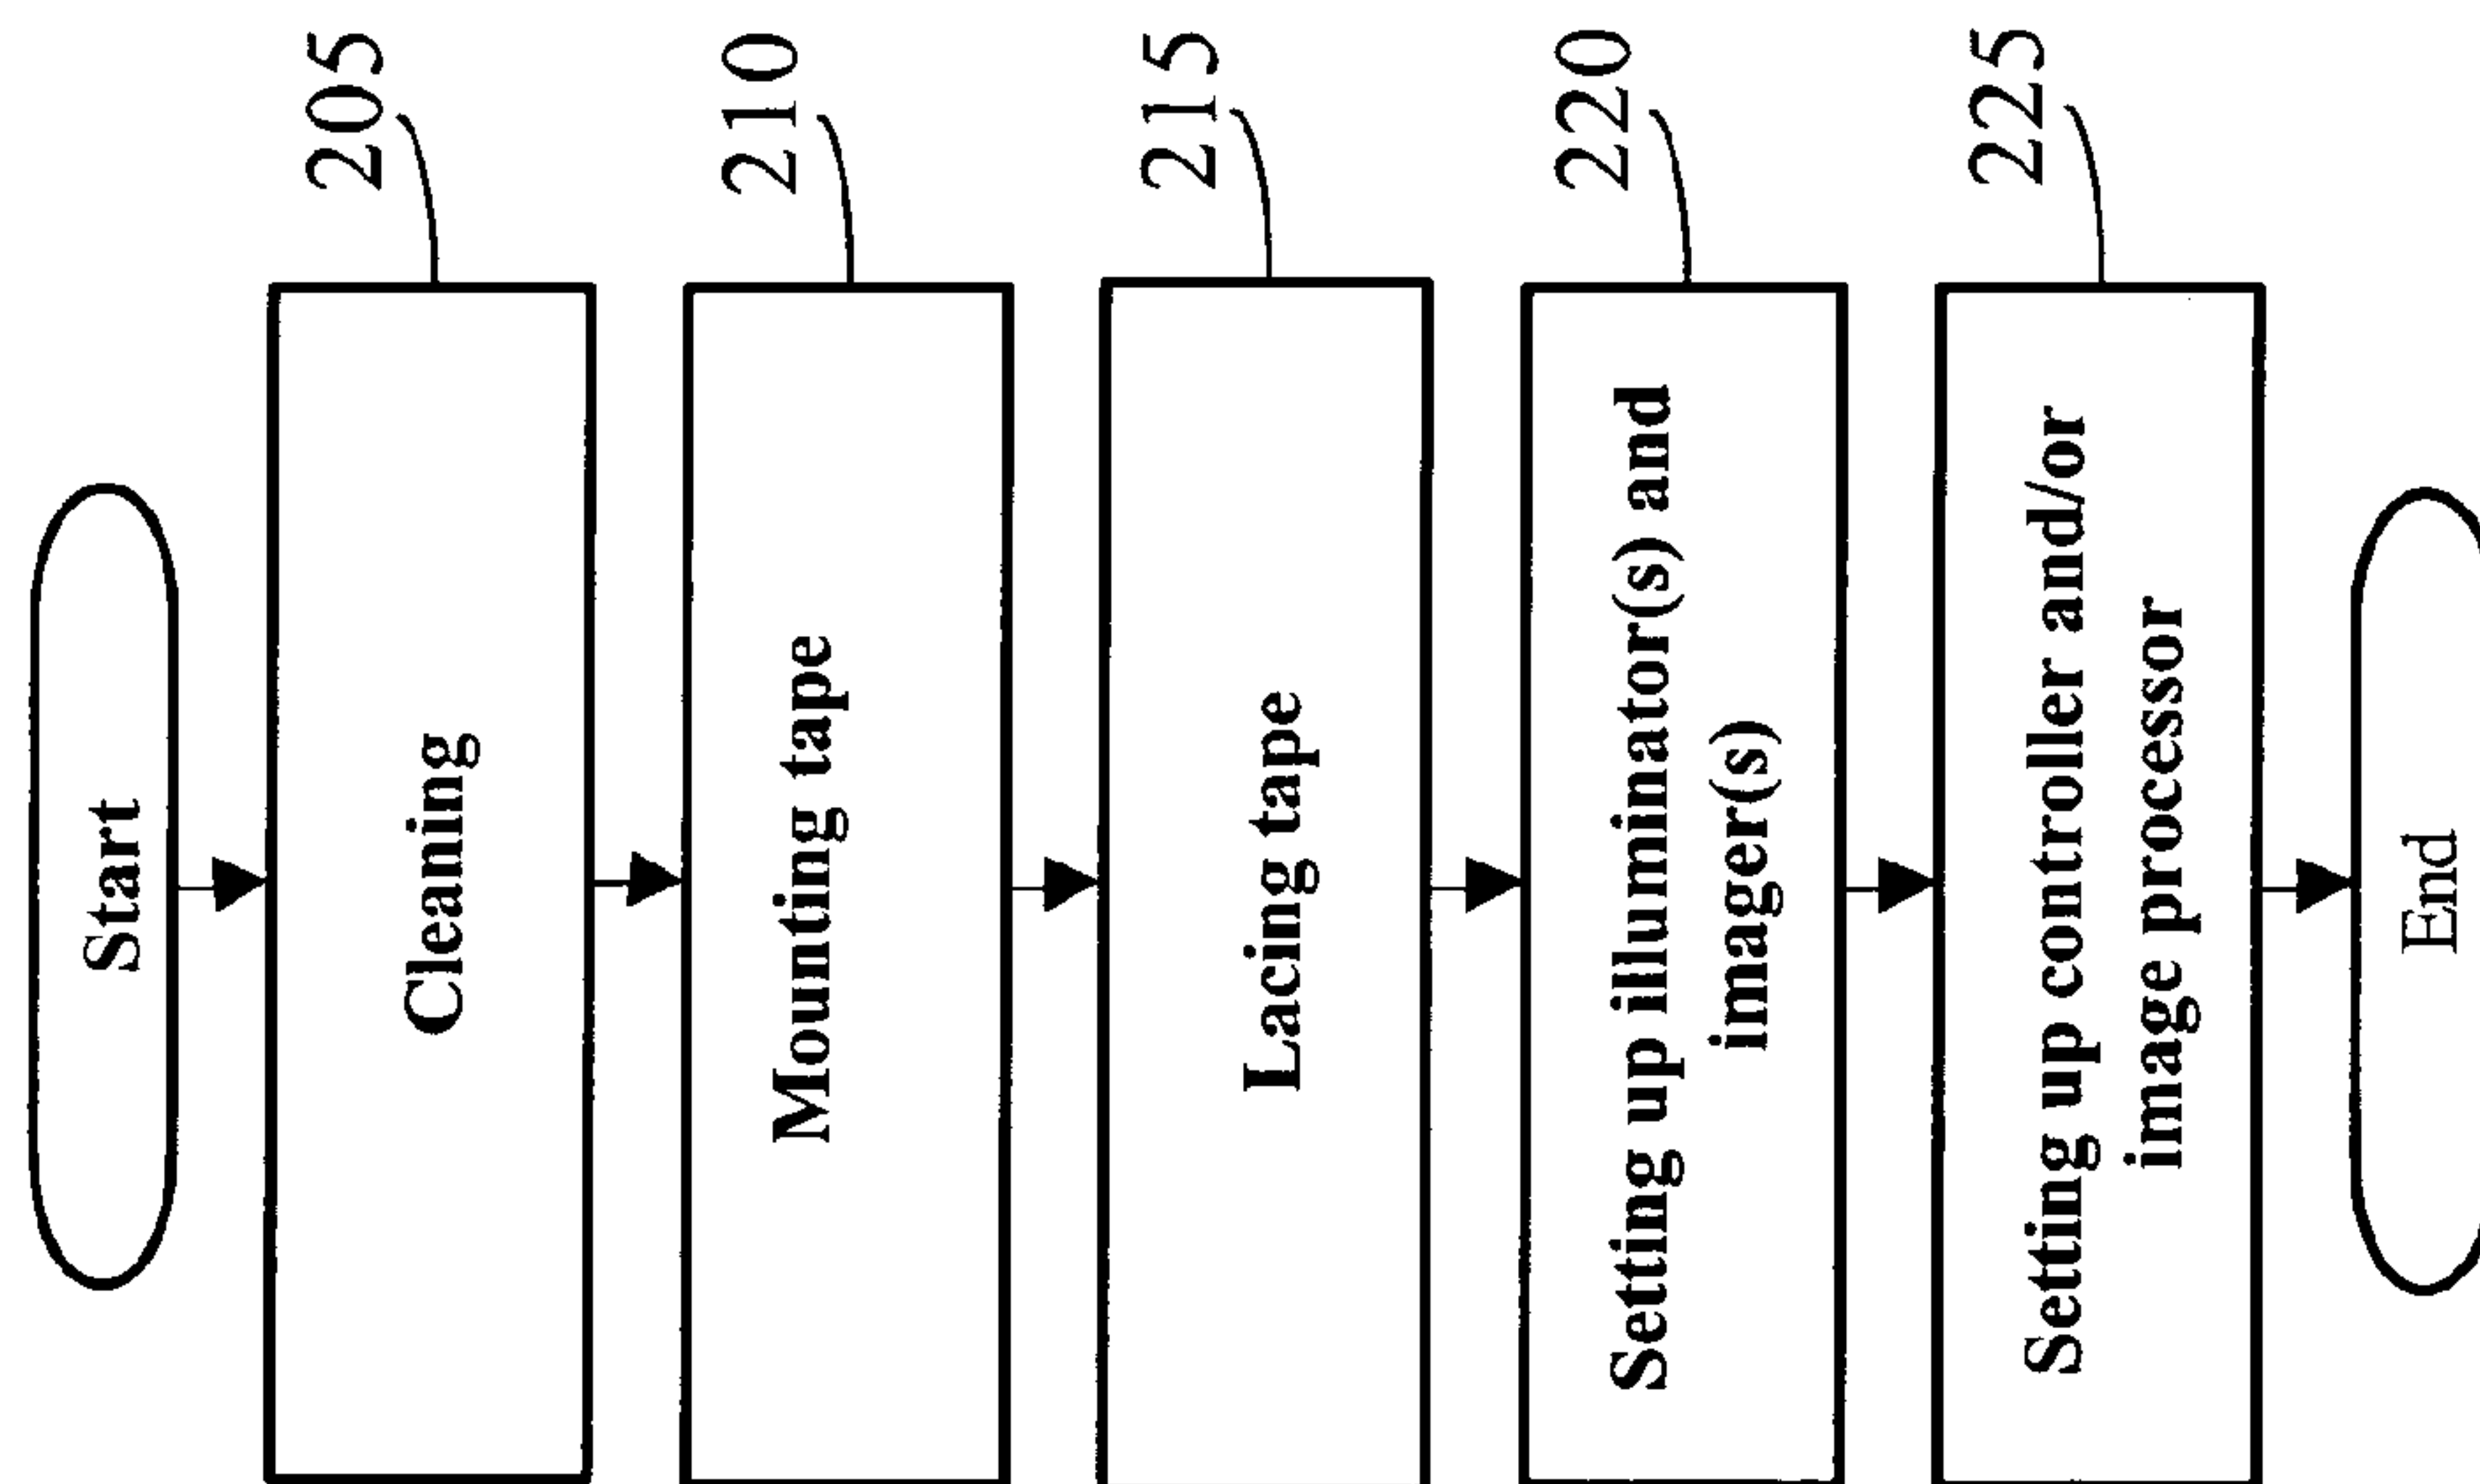 Start
205
Cleaning
210
Mounting tape
215
Lacing tape
220
Setting up illuminator(s) and
imager(s)
225
Setting up controller and/or
image processor
End